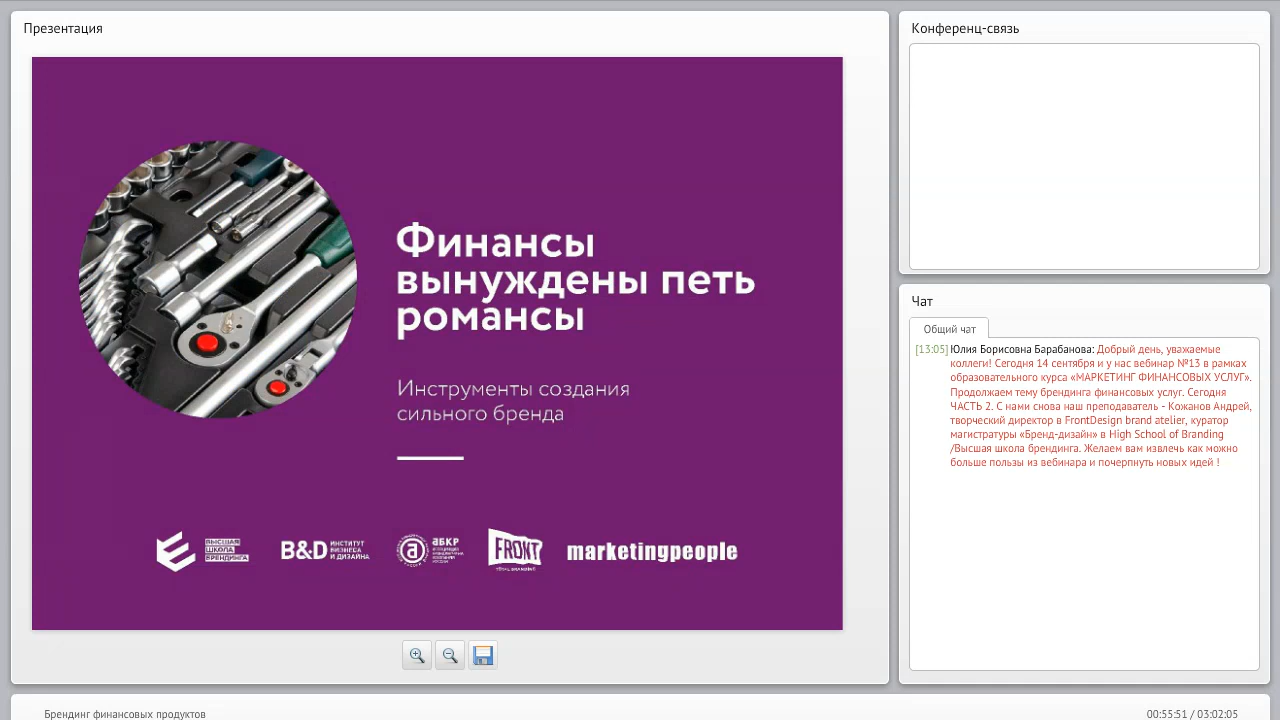 Презентация
Финансы
вынуждены петь
романсы
Инструменты создания
сильного бренда
ВЫСШАЯ
ШКОЛА
БРЕНДИНГА
B&D ИНСТИТУТ
БИЗНЕСА
И ДИЗАЙНА
АБКР
FRONT
TOTAL BRANDING
marketingpeople
Конференц-связь
Чат
Общий чат
[13:05] Юлия Борисовна Барабанова: Добрый день, уважаемые
коллеги! Сегодня 14 сентября и у нас вебинар №13 в рамках
образовательного курса «МАРКЕТИНГ ФИНАНСОВЫХ УСЛУГ».
Продолжаем тему брендинга финансовых услуг. Сегодня
ЧАСТЬ 2. С нами снова наш преподаватель - Кожанов Андрей,
творческий директор в FrontDesign brand atelier, куратор
магистратуры «Бренд-дизайн» в High School of Branding
/Высшая школа брендинга. Желаем вам извлечь как можно
больше пользы из вебинара и почерпнуть новых идей !
Брендинг финансовых продуктов
00:55:51 / 03:02:05